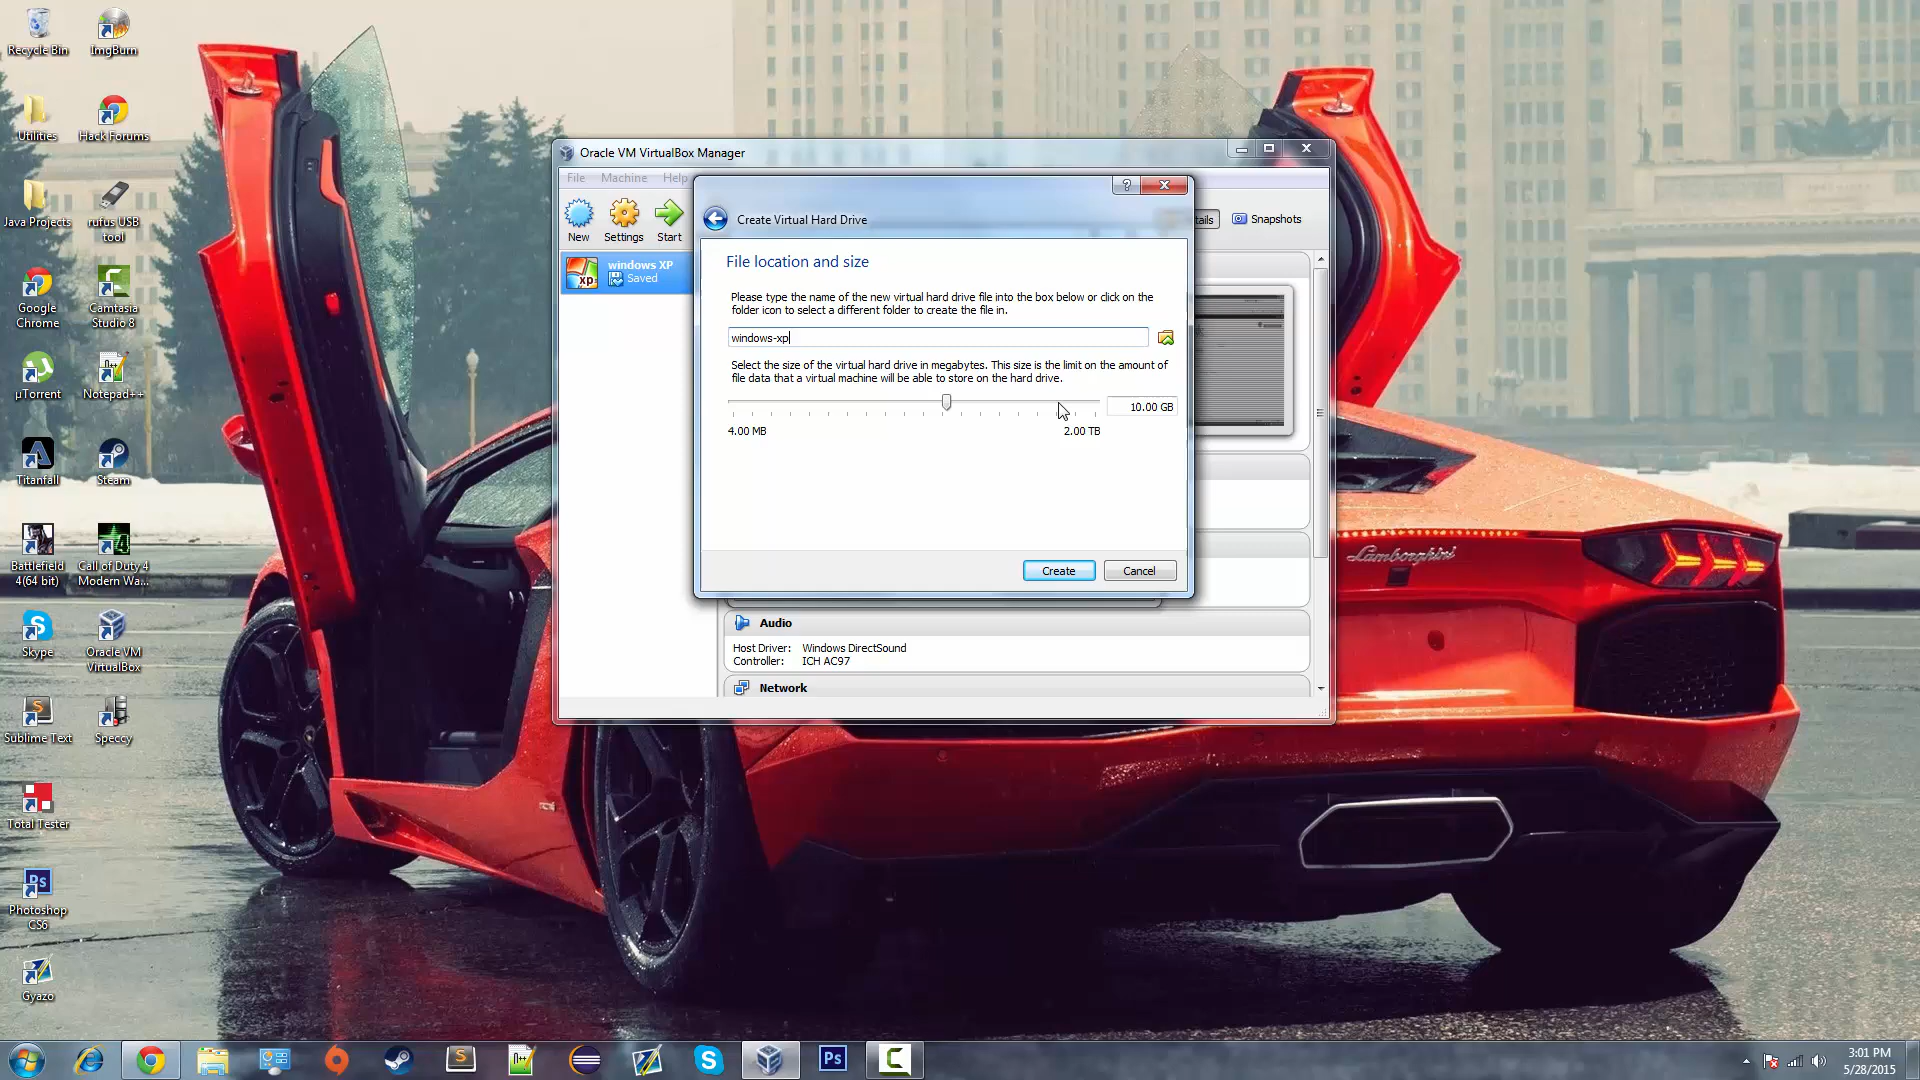 Recycle Bin
ImgBurn
Utilities
Hack Forums
Java Projects
rufus USB
tool
Google
Chrome
Camtasia
Studio 8
µTorrent
Notepad++
Titanfall
Steam
Battlefield
4(64 bit)
Call of Duty 4
Modern Wa...
Skype
Oracle VM
VirtualBox
Sublime Text
Speccy
Total Tester
Photoshop
CS6
Gyazo
Oracle VM VirtualBox Manager
File Machine Help
New
Settings
Start
tails
Snapshots
windows XP
Saved
Create Virtual Hard Drive
File location and size
Please type the name of the new virtual hard drive file into the box below or click on the
folder icon to select a different folder to create the file in.
windows-xp
Select the size of the virtual hard drive in megabytes. This size is the limit on the amount of
file data that a virtual machine will be able to store on the hard drive.
10.00 GB
4.00 MB
2.00 TB
Create
Cancel
Audio
Host Driver: Windows DirectSound
Controller: ICH AC97
Network
Lamborghini
3:01 PM
5/28/2015